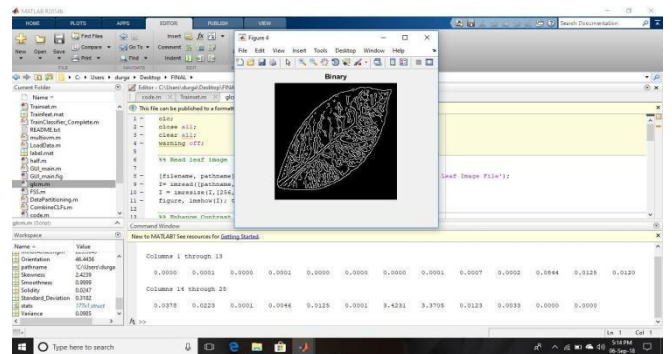 MATLAB R2014b
HOME PLOTS APPS EDITOR PUBLISH VIEW
Search Documentation
New Open Save
Find Files
Compare
Print
Go To
Find
Insert
Comment
Indent
FILE
C: Users durga Desktop FINAL
Current Folder
Name
Trainset.m
Trainfeat.mat
TrainClassifier_Complete.m
README.txt
multisvm.m
LoadData.m
label.mat
half.m
GUI_main.m
GUI_main.fig
glcm.m
FSS.m
DataPartitioning.m
CombineCLFs.m
code.m
glcm.m (Script)
Workspace
Name Value
Orientation 46.4436
pathname 'C:\Users\durga
Skewness 2.4239
Smoothness 0.9999
Solidity 0.0247
Standard_Deviation 0.3182
stats 177x1 struct
Variance 0.0985
Editor - C:\Users\durga\Desktop\FINA
code.m Trainset.m glc
This file can be published to a formatt
1 - clc;
2 - close all;
3 - clear all;
4 - warning off;
5
6 %% Read leaf image
7
8 - [filename, pathname] Leaf Image File');
9 - I= imread([pathname,
10 - I = imresize(I,[256,
11 - figure, imshow(I); t
12
13 %% Enhance Contrast
Figure 4
File Edit View Insert Tools Desktop Window Help
Binary
Command Window
New to MATLAB? See resources for Getting Started.
Columns 1 through 13
0.0000 0.0001 0.0000 0.0001 0.0000 0.0000 0.0000 0.0001 0.0007 0.0002 0.0844 0.0125 0.0120
Columns 14 through 25
0.0378 0.0223 0.0001 0.0046 0.0125 0.0001 3.4231 3.3705 0.0123 0.0033 0.0000 0.0000
fx >>
Ln 1 Col 1
Type here to search
5:14 PM
06-Sep-18